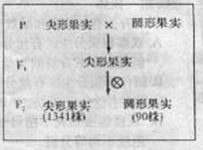 P 尖形果实 × 圆形果实
F₁ 尖形果实
⊗
F₂ 尖形果实 圆形果实
(1341株) (90株)